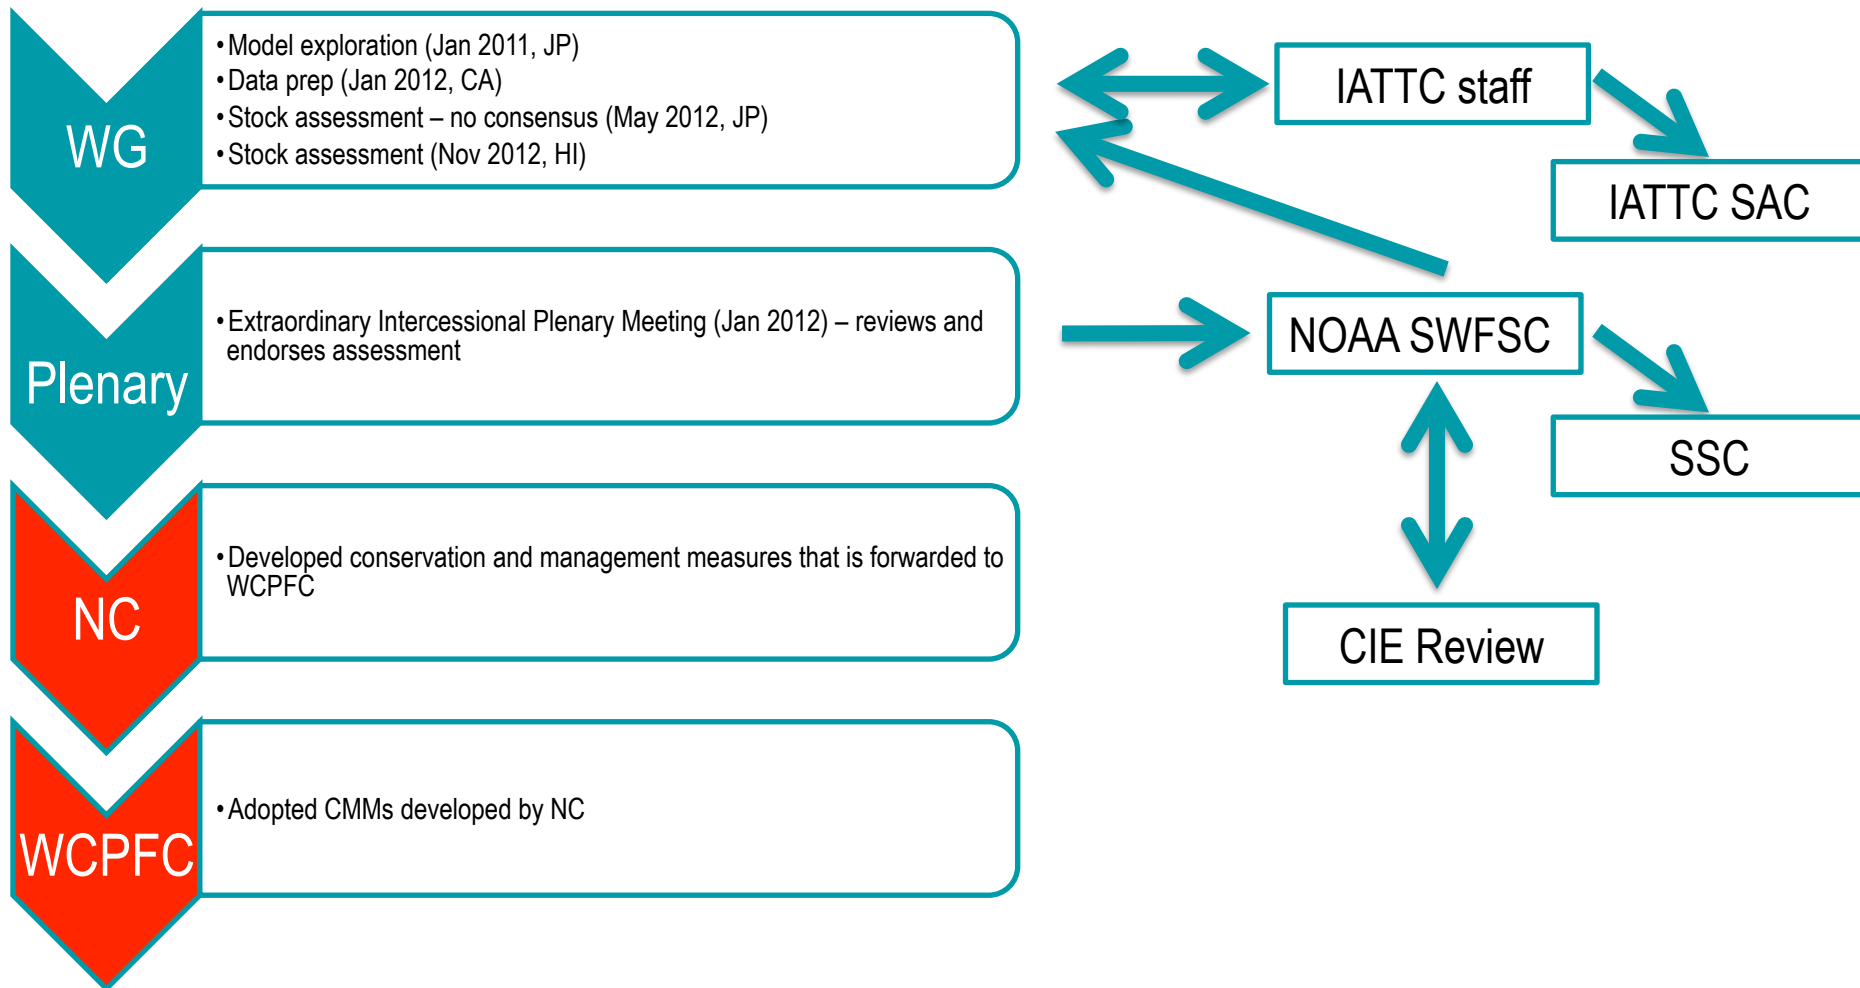 WG
•Model exploration (Jan 2011, JP)
•Data prep (Jan 2012, CA)
•Stock assessment – no consensus (May 2012, JP)
•Stock assessment (Nov 2012, HI)
IATTC staff
IATTC SAC
Plenary
•Extraordinary Intercessional Plenary Meeting (Jan 2012) – reviews and
endorses assessment
NOAA SWFSC
SSC
NC
•Developed conservation and management measures that is forwarded to
WCPFC
CIE Review
WCPFC
•Adopted CMMs developed by NC